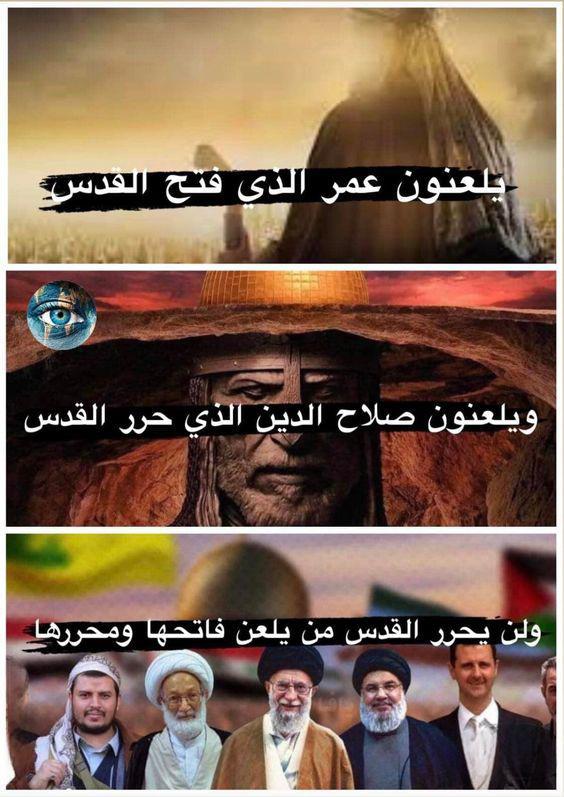 يلعنون عمر الذي فتح القدس
ويلعنون صلاح الدين الذي حرر القدس
ولن يحرر القدس من يلعن فاتحها ومحررها